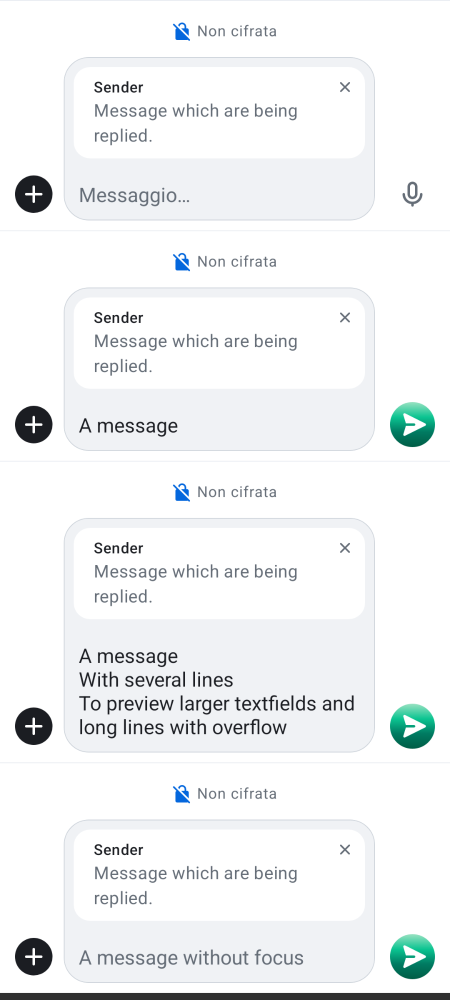 Non cifrata
Sender
Message which are being
replied.
Messaggio…
Non cifrata
Sender
Message which are being
replied.
A message
Non cifrata
Sender
Message which are being
replied.
A message
With several lines
To preview larger textfields and
long lines with overflow
Non cifrata
Sender
Message which are being
replied.
A message without focus